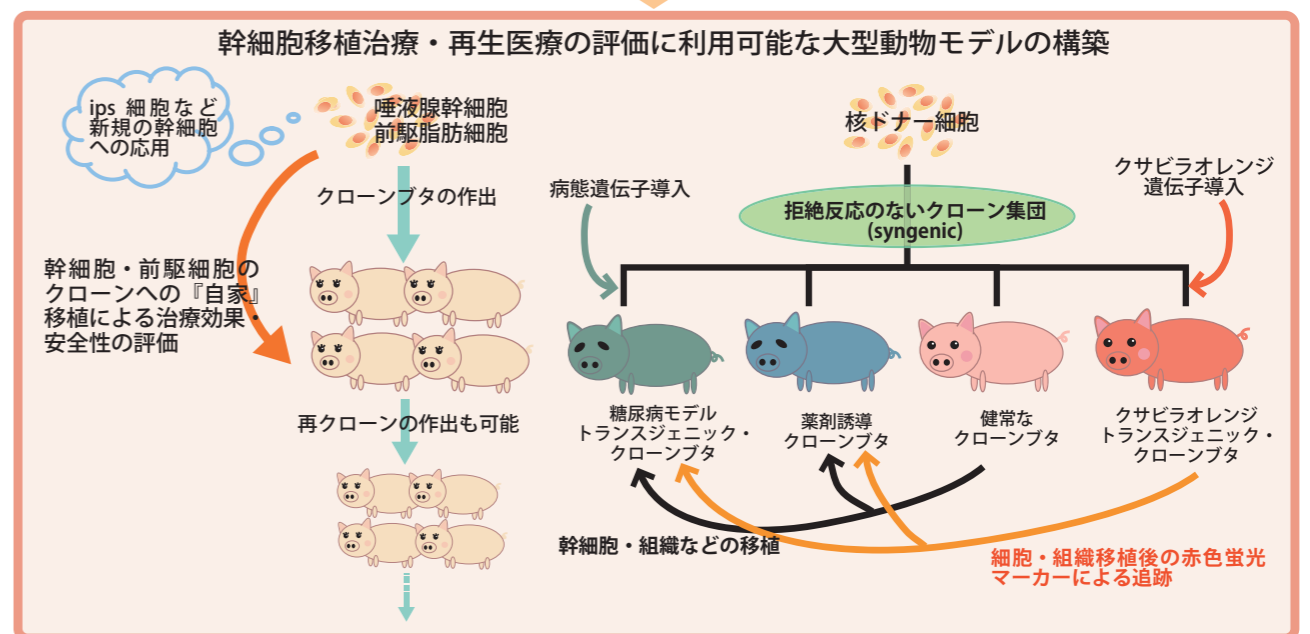 幹細胞移植治療・再生医療の評価に利用可能な大型動物モデルの構築
ips 細胞など
新規の幹細胞
への応用
唾液腺幹細胞
前駆脂肪細胞
クローンブタの作出
幹細胞・前駆細胞の
クローンへの『自家』
移植による治療効果・
安全性の評価
再クローンの作出も可能
核ドナー細胞
病態遺伝子導入
クサビラオレンジ
遺伝子導入
拒絶反応のないクローン集団
(syngenic)
糖尿病モデル
トランスジェニック・
クローンブタ
薬剤誘導
クローンブタ
健常な
クローンブタ
クサビラオレンジ
トランスジェニック・
クローンブタ
幹細胞・組織などの移植
細胞・組織移植後の赤色蛍光
マーカーによる追跡